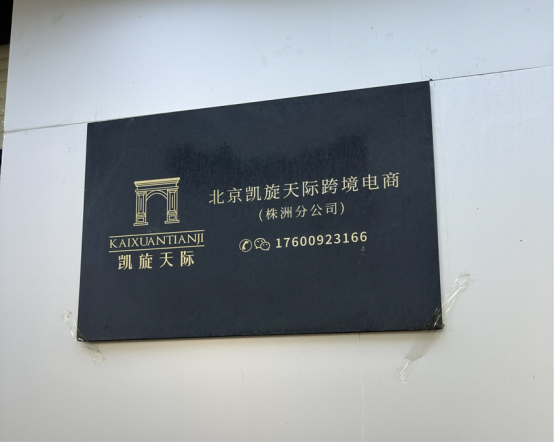 北京凯旋天际跨境电商
(株洲分公司)
17600923166
KAIXUANTIANJI
凯旋天际